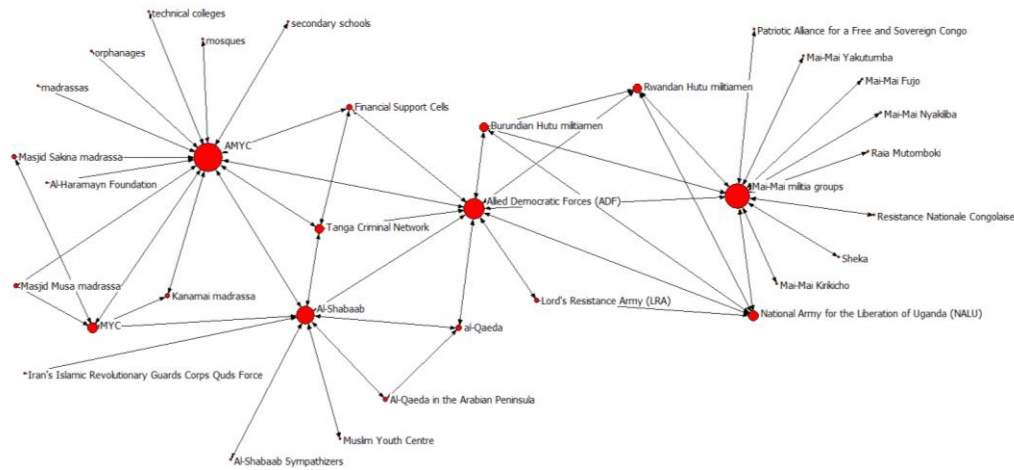 technical colleges
secondary schools
mosques
orphanages
madrassas
Patriotic Alliance for a Free and Sovereign Congo
Mai-Mai Yakutumba
Mai-Mai Fujo
Rwandan Hutu militiamen
Financial Support Cells
Mai-Mai Nyakiliba
Burundan Hutu militiamen
AMYC
Raia Mutomboki
Masjid Sakina madrassa
Al-Haramayn Foundation
Mai-Mai militia groups
Allied Democratic Forces (ADF)
Resistance Nationale Congolaise
Tanga Criminal Network
Sheka
Mai-Mai Kirikicho
Masjid Musa madrassa
Kanamai madrassa
Lord's Resistance Army (LRA)
Al-Shabaab
National Army for the Liberation of Uganda (NALU)
MYC
al-Qaeda
Iran's Islamic Revolutionary Guards Corps Quds Force
Al-Qaeda in the Arabian Peninsula
Muslim Youth Centre
Al-Shabaab Sympathizers